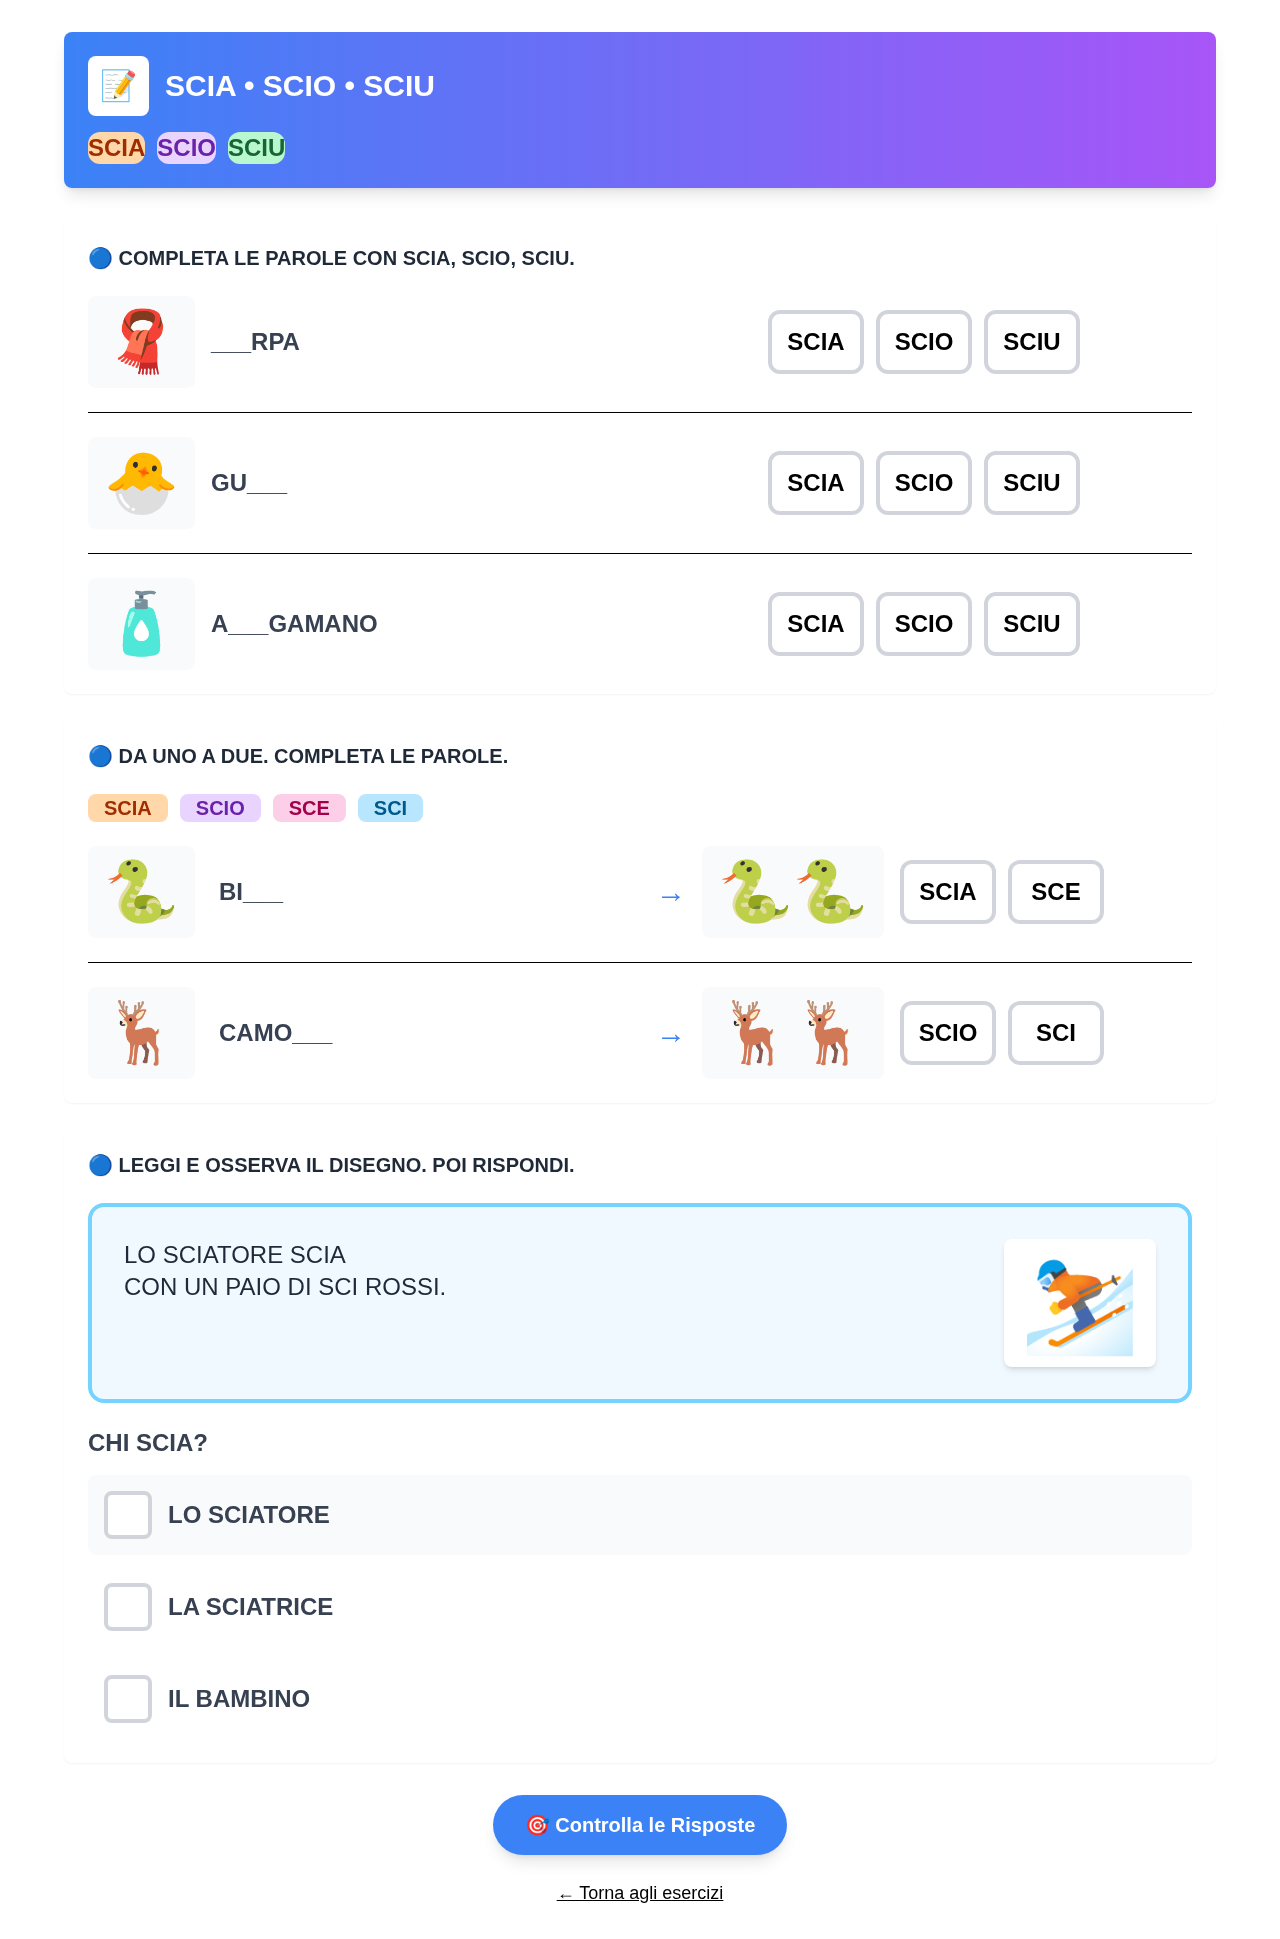 SCIA • SCIO • SCIU
SCIA SCIO SCIU
COMPLETA LE PAROLE CON SCIA, SCIO, SCIU.
___RPA SCIA SCIO SCIU
GU___ SCIA SCIO SCIU
A___GAMANO SCIA SCIO SCIU
DA UNO A DUE. COMPLETA LE PAROLE.
SCIA SCIO SCE SCI
BI___ → SCIA SCE
CAMO___ → SCIO SCI
LEGGI E OSSERVA IL DISEGNO. POI RISPONDI.
LO SCIATORE SCIA
CON UN PAIO DI SCI ROSSI.
CHI SCIA?
LO SCIATORE
LA SCIATRICE
IL BAMBINO
Controlla le Risposte
← Torna agli esercizi